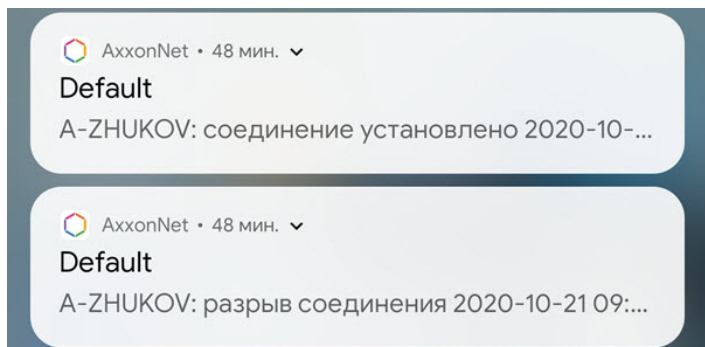 AxxonNet • 48 мин.
Default
A-ZHUKOV: соединение установлено 2020-10-...
AxxonNet • 48 мин.
Default
A-ZHUKOV: разрыв соединения 2020-10-21 09:...